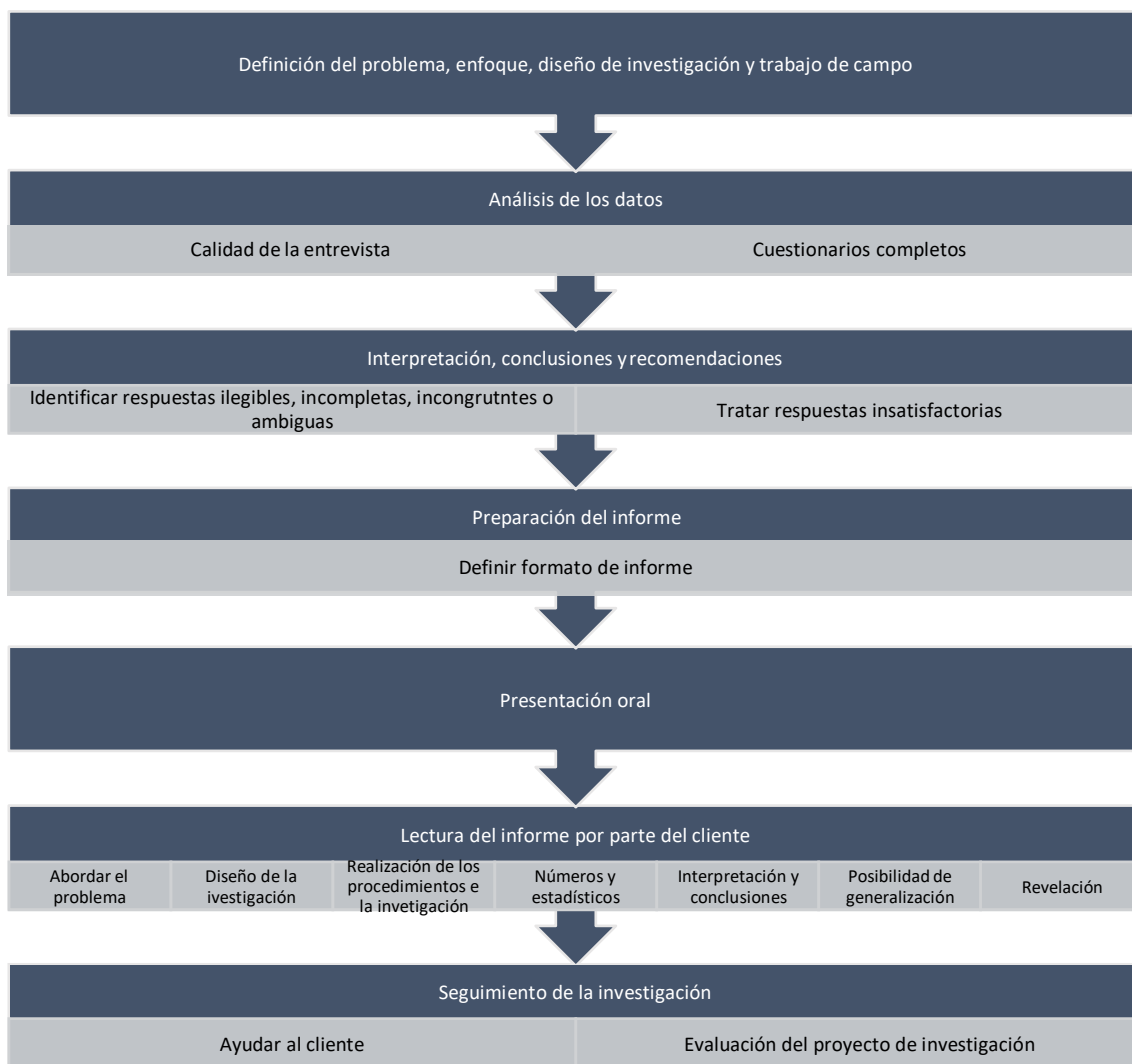 Definición del problema, enfoque, diseño de investigación y trabajo de campo
Análisis de los datos
Calidad de la entrevista
Cuestionarios completos
Interpretación, conclusiones y recomendaciones
Identificar respuestas ilegibles, incompletas, incongrutntes o
ambiguas
Tratar respuestas insatisfactorias
Preparación del informe
Definir formato de informe
Presentación oral
Lectura del informe por parte del cliente
Abordar el
problema
Diseño de la
ivestigación
Realización de los
procedimientos e
la invetigación
Números y
estadísticos
Interpretación y
conclusiones
Posibilidad de
generalización
Revelación
Seguimiento de la investigación
Ayudar al cliente
Evaluación del proyecto de investigación